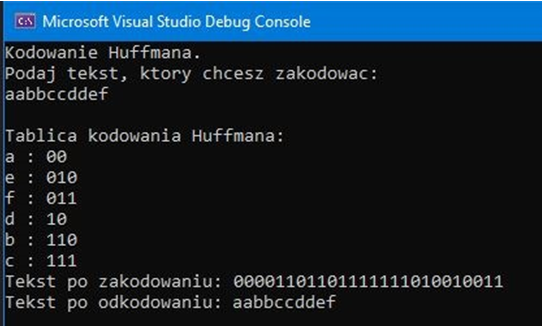 Microsoft Visual Studio Debug Console
Kodowanie Huffmana.
Podaj tekst, ktory chcesz zakodowac:
aabbccddef
Tablica kodowania Huffmana:
a : 00
e : 010
f : 011
d : 10
b : 110
c : 111
Tekst po zakodowaniu: 00001101101111111010010011
Tekst po odkodowaniu: aabbccddef